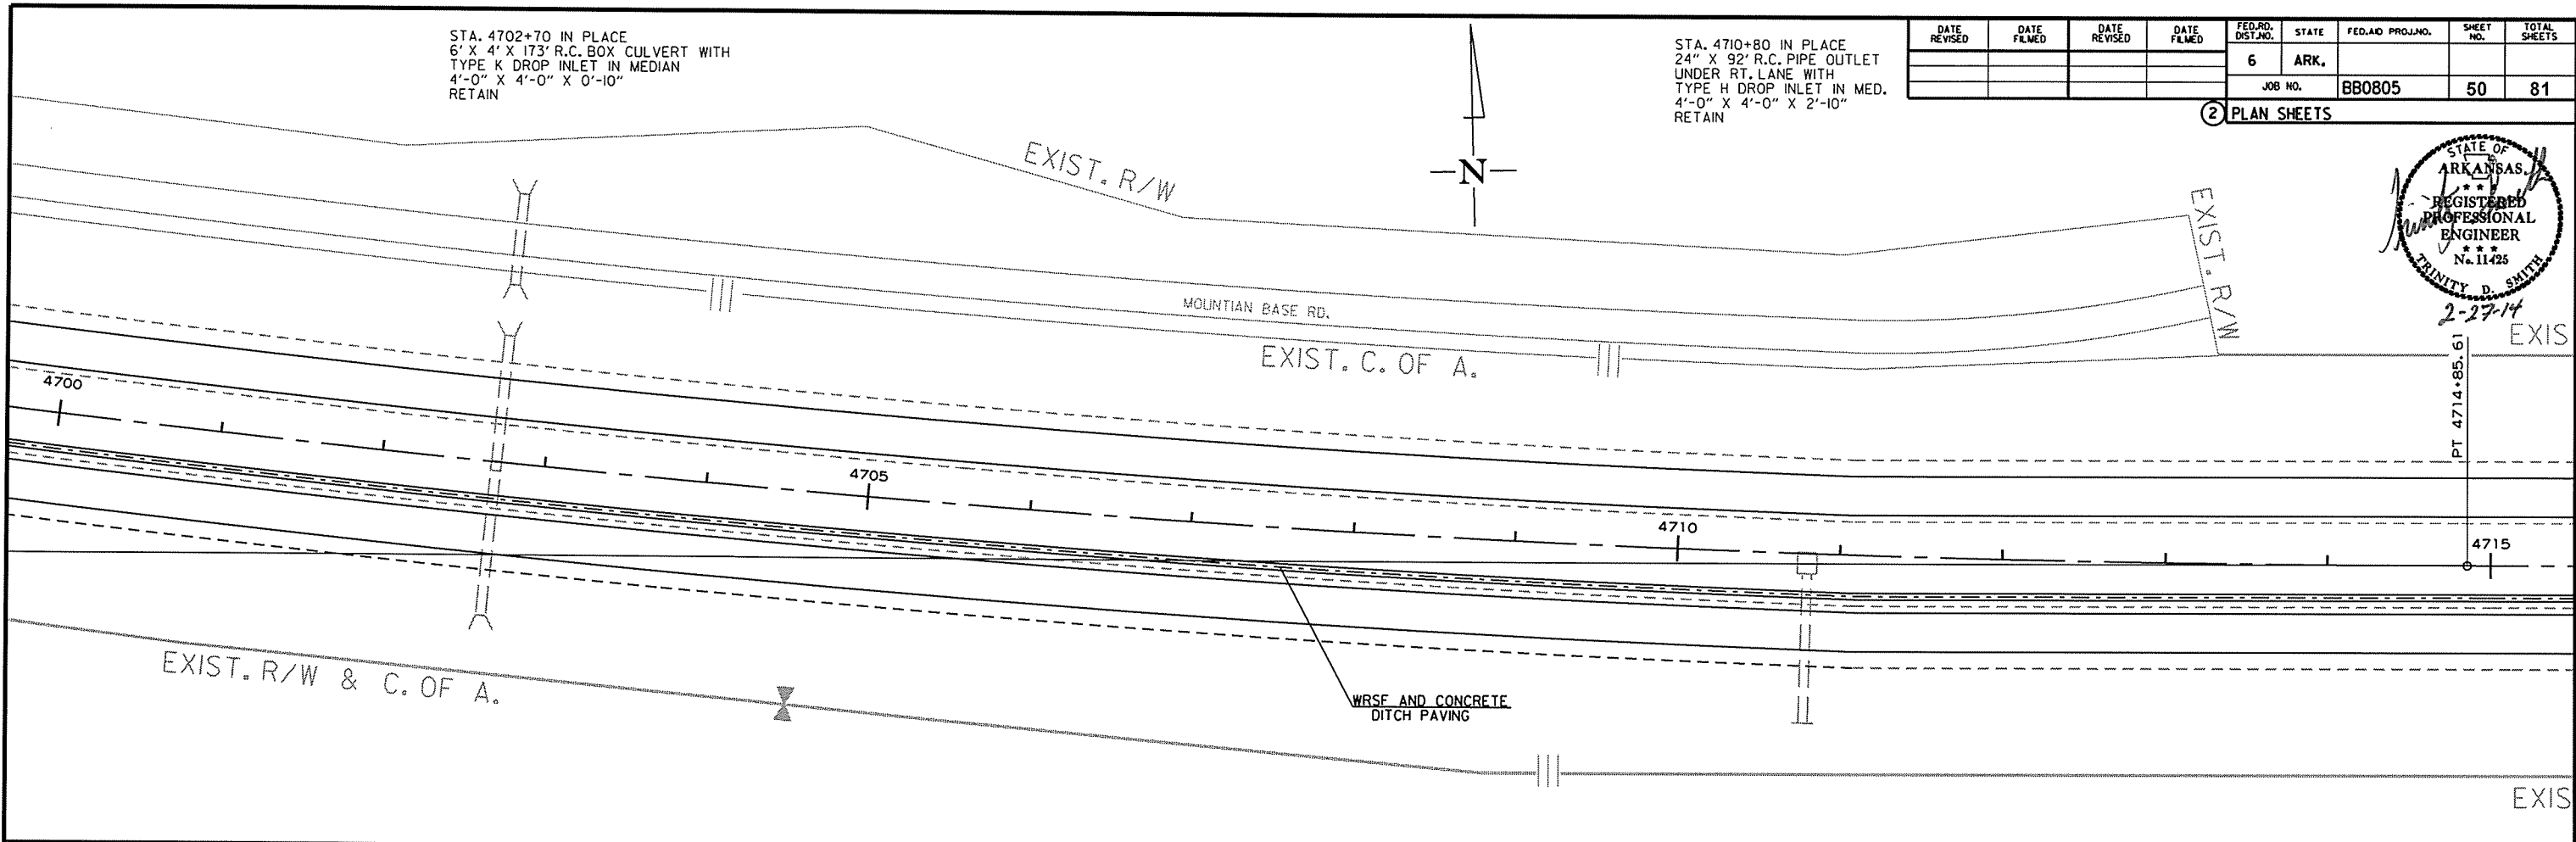 STA. 4702+70 IN PLACE
6' X 4' X 173' R.C. BOX CULVERT WITH
TYPE K DROP INLET IN MEDIAN
4'-0" X 4'-0" X 0'-10"
RETAIN
STA. 4710+80 IN PLACE
24" X 92' R.C. PIPE OUTLET
UNDER RT. LANE WITH
TYPE H DROP INLET IN MED.
4'-0" X 4'-0" X 2'-10"
RETAIN
DATE REVISED
DATE FILMED
DATE REVISED
DATE FILMED
FED.RD. DIST.NO.
STATE
FED.AID PROJ.NO.
SHEET NO.
TOTAL SHEETS
6
ARK.
JOB NO.
BB0805
50
81
2
PLAN SHEETS
STATE OF
ARKANSAS
REGISTERED
PROFESSIONAL
ENGINEER
No. 11425
TRINITY D. SMITH
2-27-14
N
EXIST. R/W
EXIST. R/W
MOUNTIAN BASE RD.
EXIST. C. OF A.
EXIS
PT 4714+85.61
4700
4705
4710
4715
WRSF AND CONCRETE
DITCH PAVING
EXIST. R/W & C. OF A.
EXIS